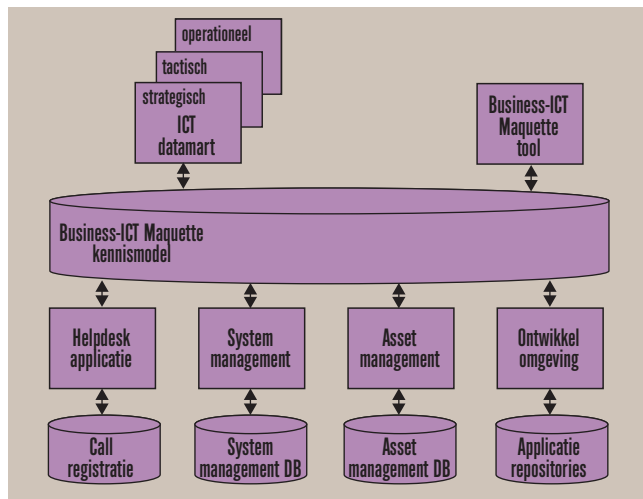 operationeel
tactisch
strategisch
ICT
datamart
Business-ICT
Maquette
tool
Business-ICT Maquette
kennismodel
Helpdesk
applicatie
System
management
Asset
management
Ontwikkel
omgeving
Call
registratie
System
management DB
Asset
management DB
Applicatie
repositories